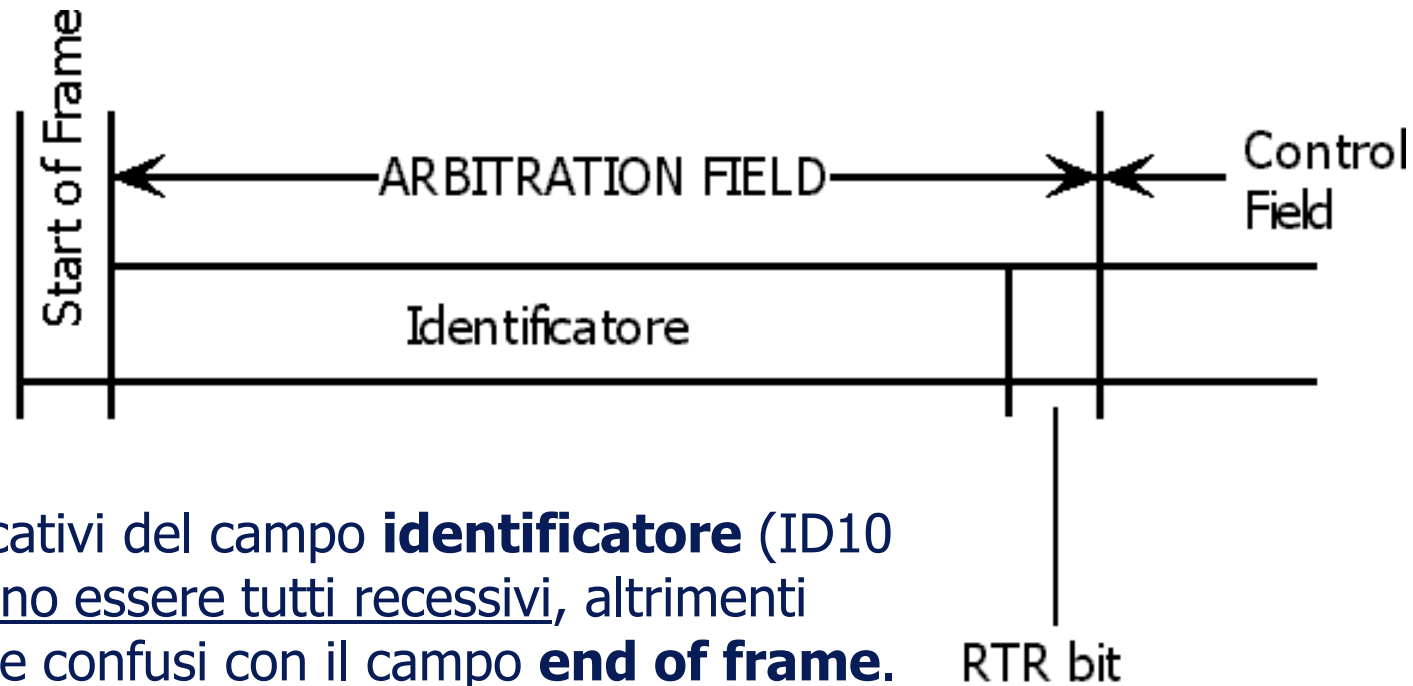 Start of Frame
ARBITRATION FIELD
Control
Field
Identificatore
cativi del campo identificatore (ID10
no essere tutti recessivi, altrimenti
e confusi con il campo end of frame.
RTR bit